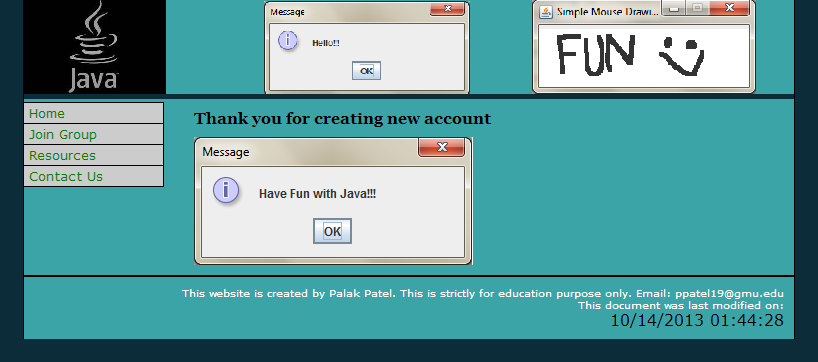 Java
Message
Hello!!!
OK
Simple Mouse Drawi...
FUN
Home
Join Group
Resources
Contact Us
Thank you for creating new account
Message
Have Fun with Java!!!
OK
This website is created by Palak Patel. This is strictly for education purpose only. Email: ppatel19@gmu.edu
This document was last modified on:
10/14/2013 01:44:28